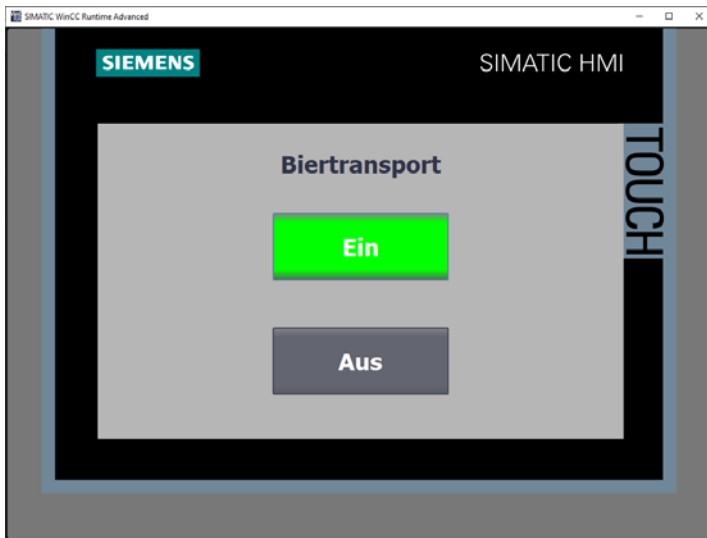 SIMATIC WinCC Runtime Advanced
SIEMENS
SIMATIC HMI
TOUCH
Biertransport
Ein
Aus